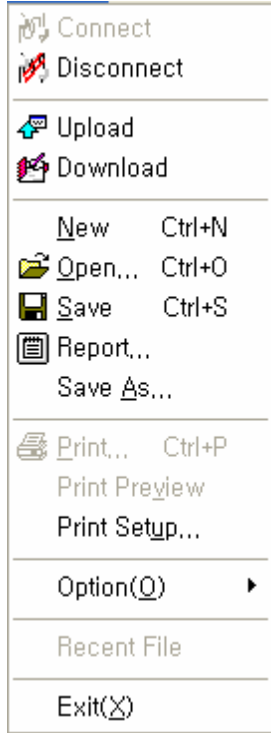 Connect
Disconnect
Upload
Download
New Ctrl+N
Open... Ctrl+O
Save Ctrl+S
Report...
Save As...
Print... Ctrl+P
Print Preview
Print Setup...
Option(O)
Recent File
Exit(X)